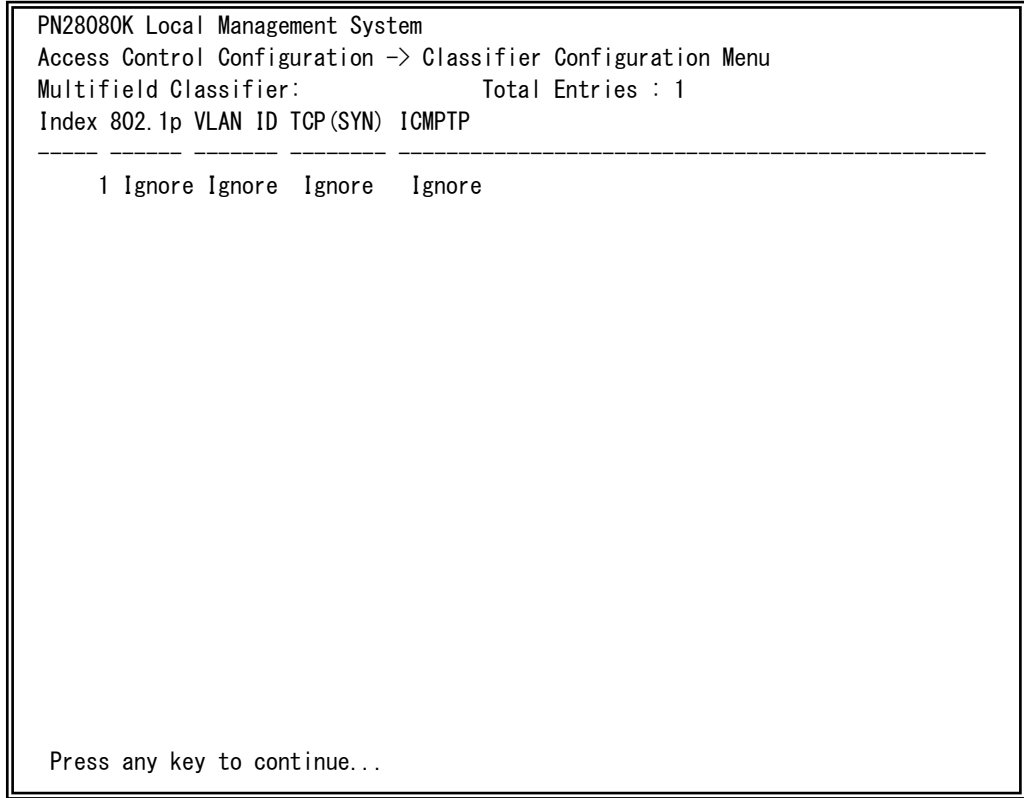 PN28080K Local Management System
Access Control Configuration -> Classifier Configuration Menu
Multifield Classifier:                Total Entries : 1
Index 802.1p VLAN ID TCP(SYN) ICMPTP
----- ------ ------- -------- -------------------------------------------------
1 Ignore Ignore  Ignore   Ignore
Press any key to continue...